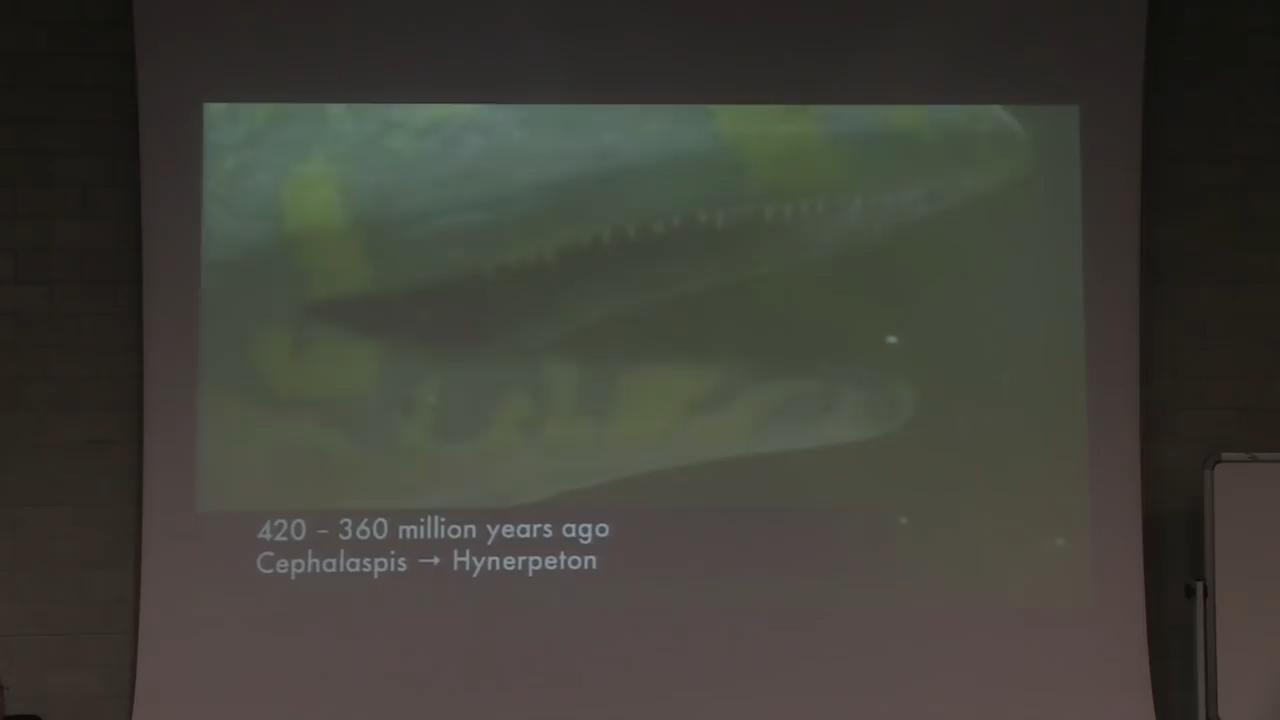 420 – 360 million years ago
Cephalaspis → Hynerpeton